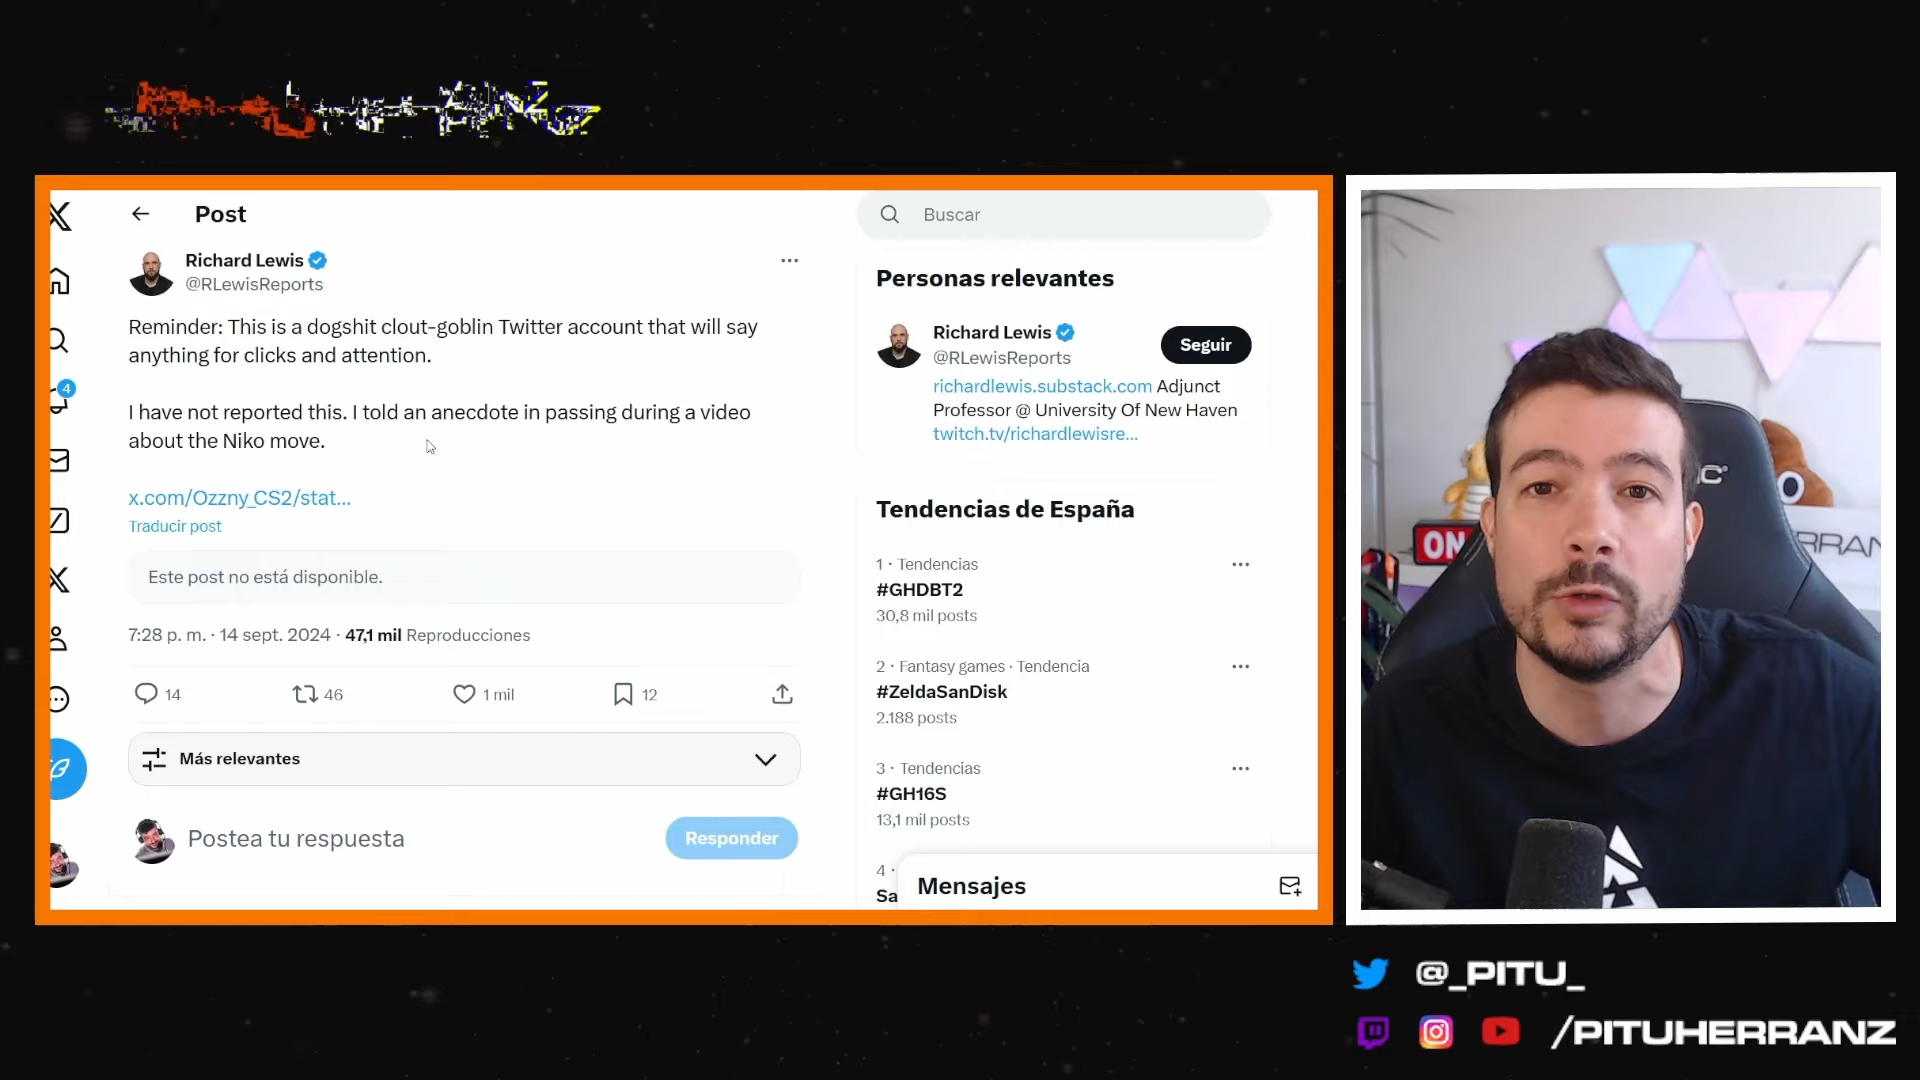 Post
Richard Lewis
@RLewisReports
Reminder: This is a dogshit clout-goblin Twitter account that will say
anything for clicks and attention.
I have not reported this. I told an anecdote in passing during a video
about the Niko move.
x.com/Ozzny_CS2/stat...
Traducir post
Este post no está disponible.
7:28 p. m. · 14 sept. 2024 · 47,1 mil Reproducciones
14
46
1 mil
12
Más relevantes
Postea tu respuesta
Responder
4
Buscar
Personas relevantes
Richard Lewis
@RLewisReports
Seguir
richardlewis.substack.com Adjunct
Professor @ University Of New Haven
twitch.tv/richardlewisre...
Tendencias de España
1 · Tendencias
#GHDBT2
30,8 mil posts
2 · Fantasy games · Tendencia
#ZeldaSanDisk
2.188 posts
3 · Tendencias
#GH16S
13,1 mil posts
4 ·
Sa
Mensajes
ON
@_PITU_
/PITUHERRANZ